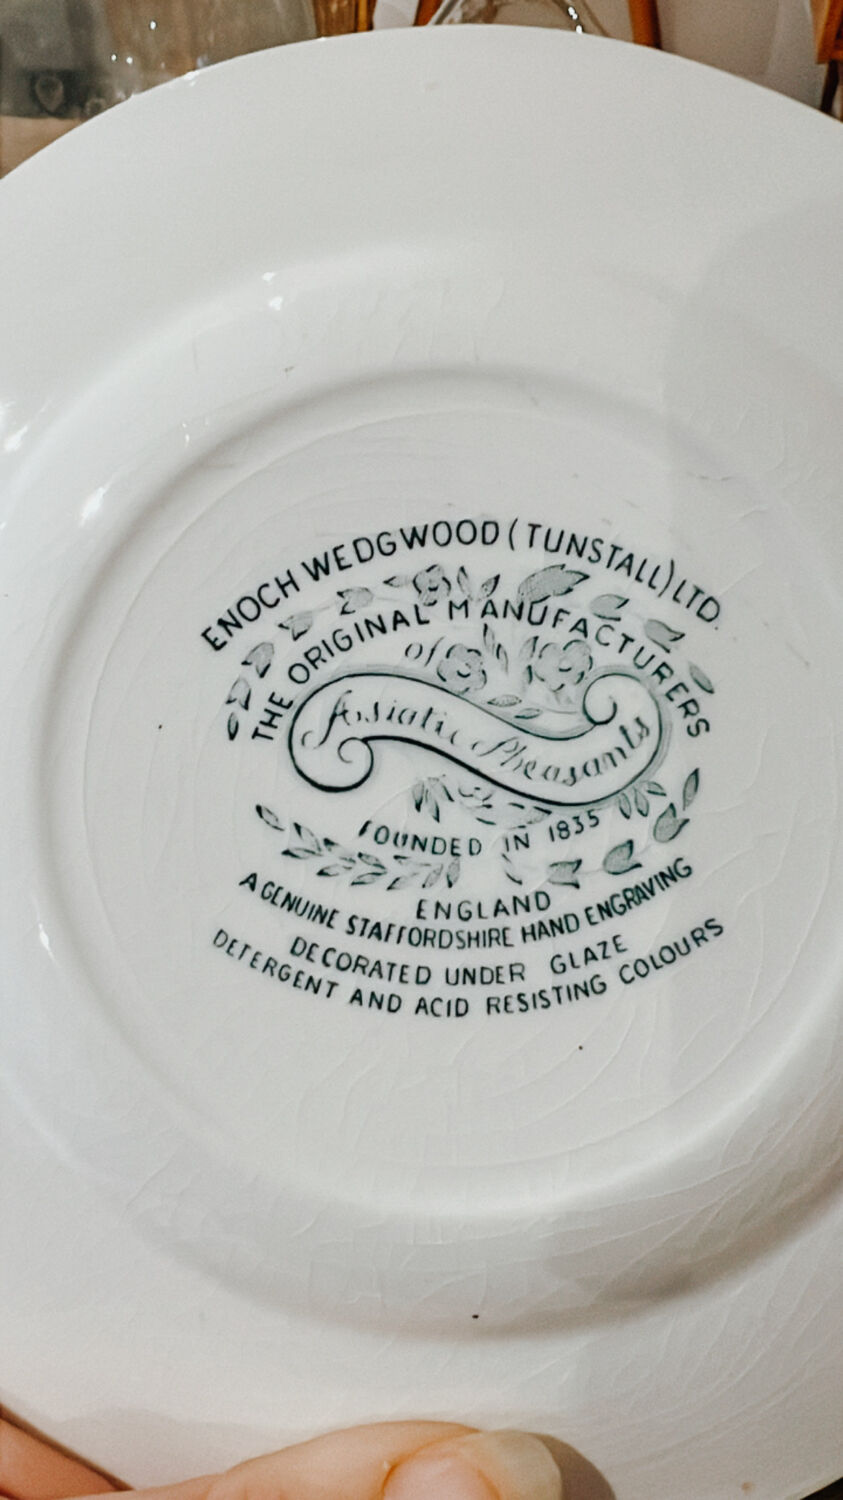 ENOCH WEDGWOOD (TUNSTALL) LTD.
THE ORIGINAL MANUFACTURERS
of
Asiatic Pheasants
FOUNDED IN 1835
ENGLAND
A GENUINE STAFFORDSHIRE HAND ENGRAVING
DECORATED UNDER GLAZE
DETERGENT AND ACID RESISTING COLOURS